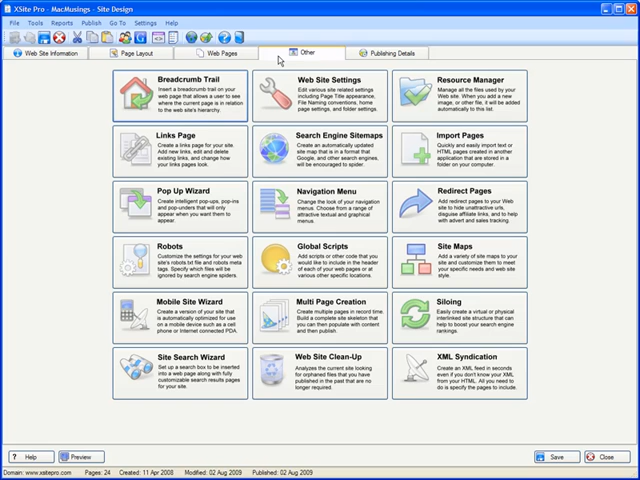 XSite Pro - MacMusings - Site Design
File Tools Reports Publish Go To Settings Help
Web Site Information Page Layout Web Pages Other Publishing Details
Breadcrumb Trail
Insert a breadcrumb trail on your
web page that allows a user to see
where the current page is in relation
to the web site's hierarchy.
Web Site Settings
Edit various site related settings
including Page Title appearance,
File Naming conventions, home
page settings, and folder settings.
Resource Manager
Manage all the files used by your
Web site. When you add a new
image, or other file, it will be added
automatically to this list.
Links Page
Create a links page for your site.
Add new links, edit and delete
existing links, and change how
your links pages look.
Search Engine Sitemaps
Create an automatically updated
site map that is in a format that
Google, and other search engines,
will be encouraged to spider.
Import Pages
Quickly and easily import text or
HTML pages created in another
application that are stored in a
folder on your computer.
Pop Up Wizard
Create intelligent pop-ups, pop-ins
and pop-unders that will only
appear when you want them to
appear.
Navigation Menu
Change the look of your navigation
menus. Choose from a range of
attractive textual and graphical
menus.
Redirect Pages
Add redirect pages to your Web
site to hide unattractive urls,
disguise affiliate links, and to help
with advert and sales tracking.
Robots
Customize the settings for your web
site's robots.txt file and robots meta
tags. Specify which files will be
ignored by search engine spiders.
Global Scripts
Add scripts or other code that you
would like to include in the header
of each of your web pages or at
various other specific locations.
Site Maps
Add a variety of site maps to your
site and customize them to meet
your specific needs and web site
style.
Mobile Site Wizard
Create a version of your site that
is automatically optimized for use
on a mobile device such as a cell
phone or Internet connected PDA.
Multi Page Creation
Create multiple pages in record time.
Build a complete site skeleton that
you can then populate with content
and then publish.
Siloing
Easily create a virtual or physical
interlinked site structure that can
help to boost your search engine
rankings.
Site Search Wizard
Set up a search box to be inserted
into a web page along with fully
customizable search results pages
for your site.
Web Site Clean-Up
Analyzes the current site looking
for orphaned files that you have
published in the past that are no
longer required.
XML Syndication
Create an XML feed in seconds
even if you don't know your XML
from your HTML. All you need to
do is specify the pages to include.
? Help Preview Save Close
Domain: www.xsitepro.com Pages: 24 Created: 11 Apr 2008 Modified: 02 Aug 2009 Published: 02 Aug 2009